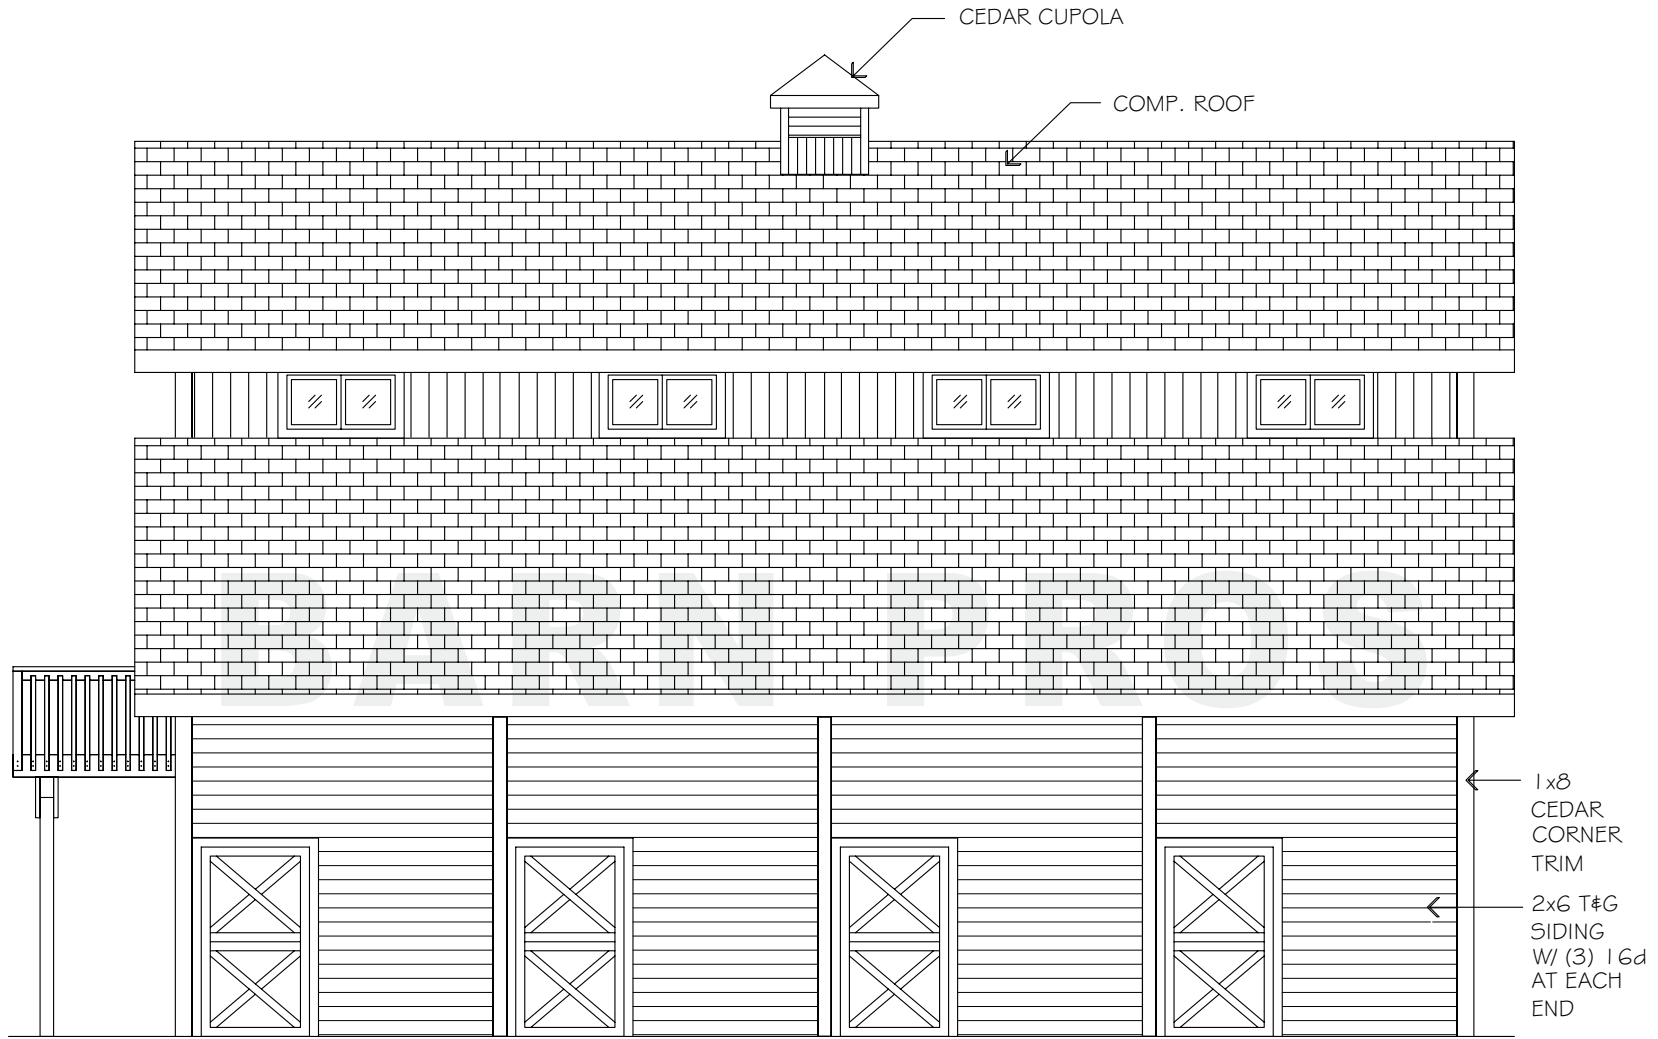 CEDAR CUPOLA
COMP. ROOF
BARN PROS
1x8
CEDAR
CORNER
TRIM
2x6 T&G
SIDING
W/ (3) 16d
AT EACH
END